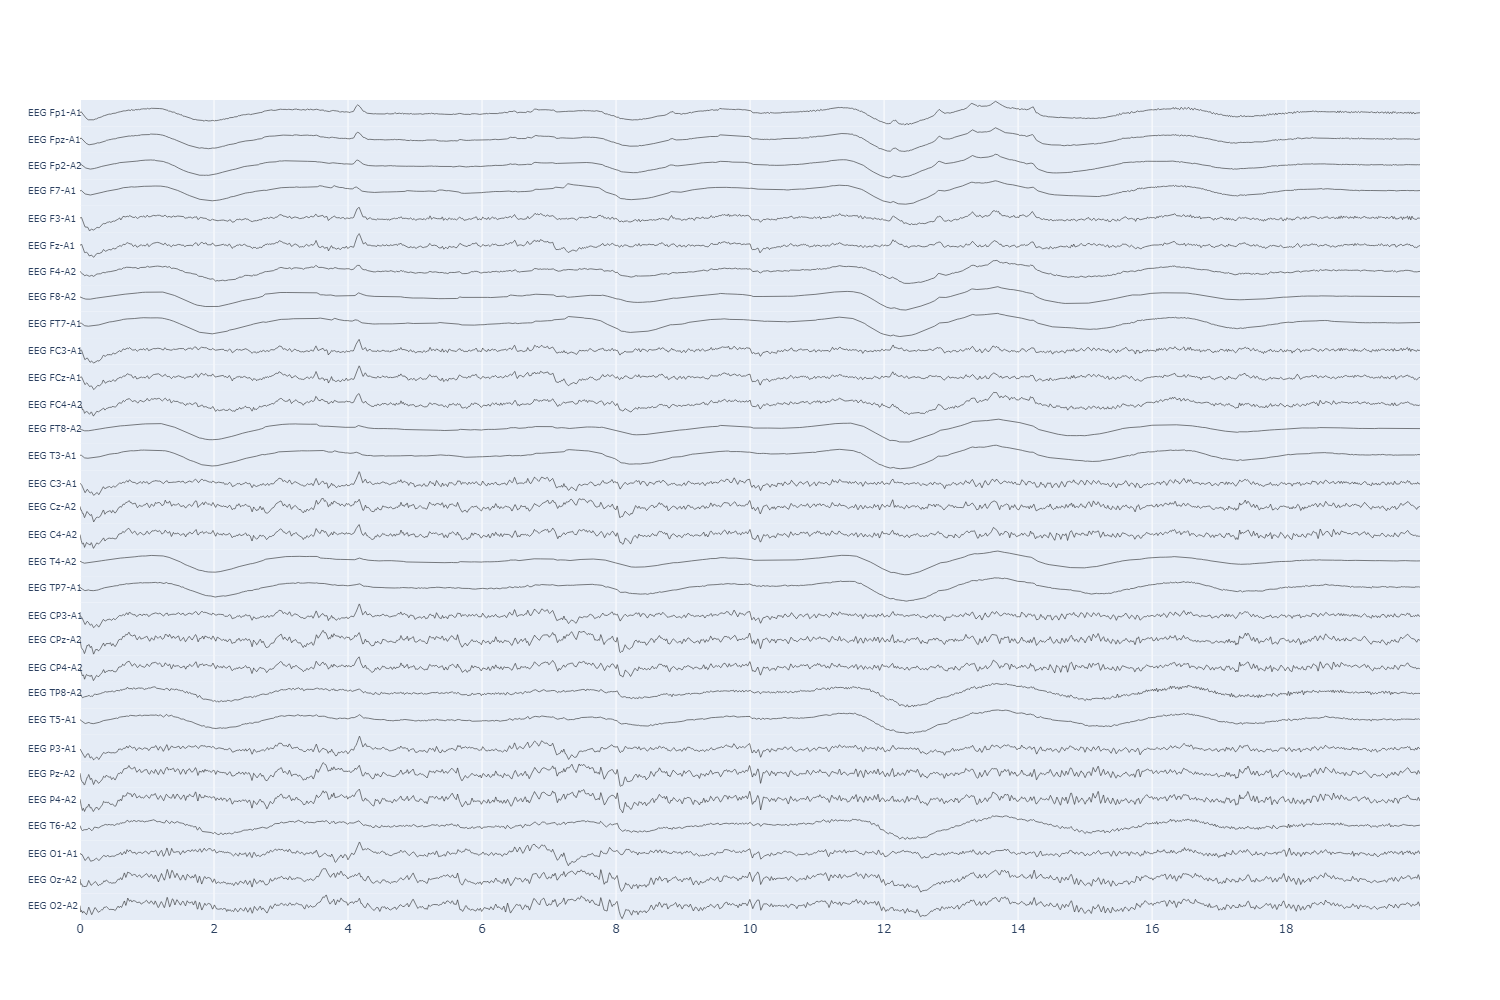 EEG Fp1-A1
EEG Fpz-A1
EEG Fp2-A2
EEG F7-A1
EEG F3-A1
EEG Fz-A1
EEG F4-A2
EEG F8-A2
EEG FT7-A1
EEG FC3-A1
EEG FCz-A1
EEG FC4-A2
EEG FT8-A2
EEG T3-A1
EEG C3-A1
EEG Cz-A2
EEG C4-A2
EEG T4-A2
EEG TP7-A1
EEG CP3-A1
EEG CPz-A2
EEG CP4-A2
EEG TP8-A2
EEG T5-A1
EEG P3-A1
EEG Pz-A2
EEG P4-A2
EEG T6-A2
EEG O1-A1
EEG Oz-A2
EEG O2-A2
0 2 4 6 8 10 12 14 16 18